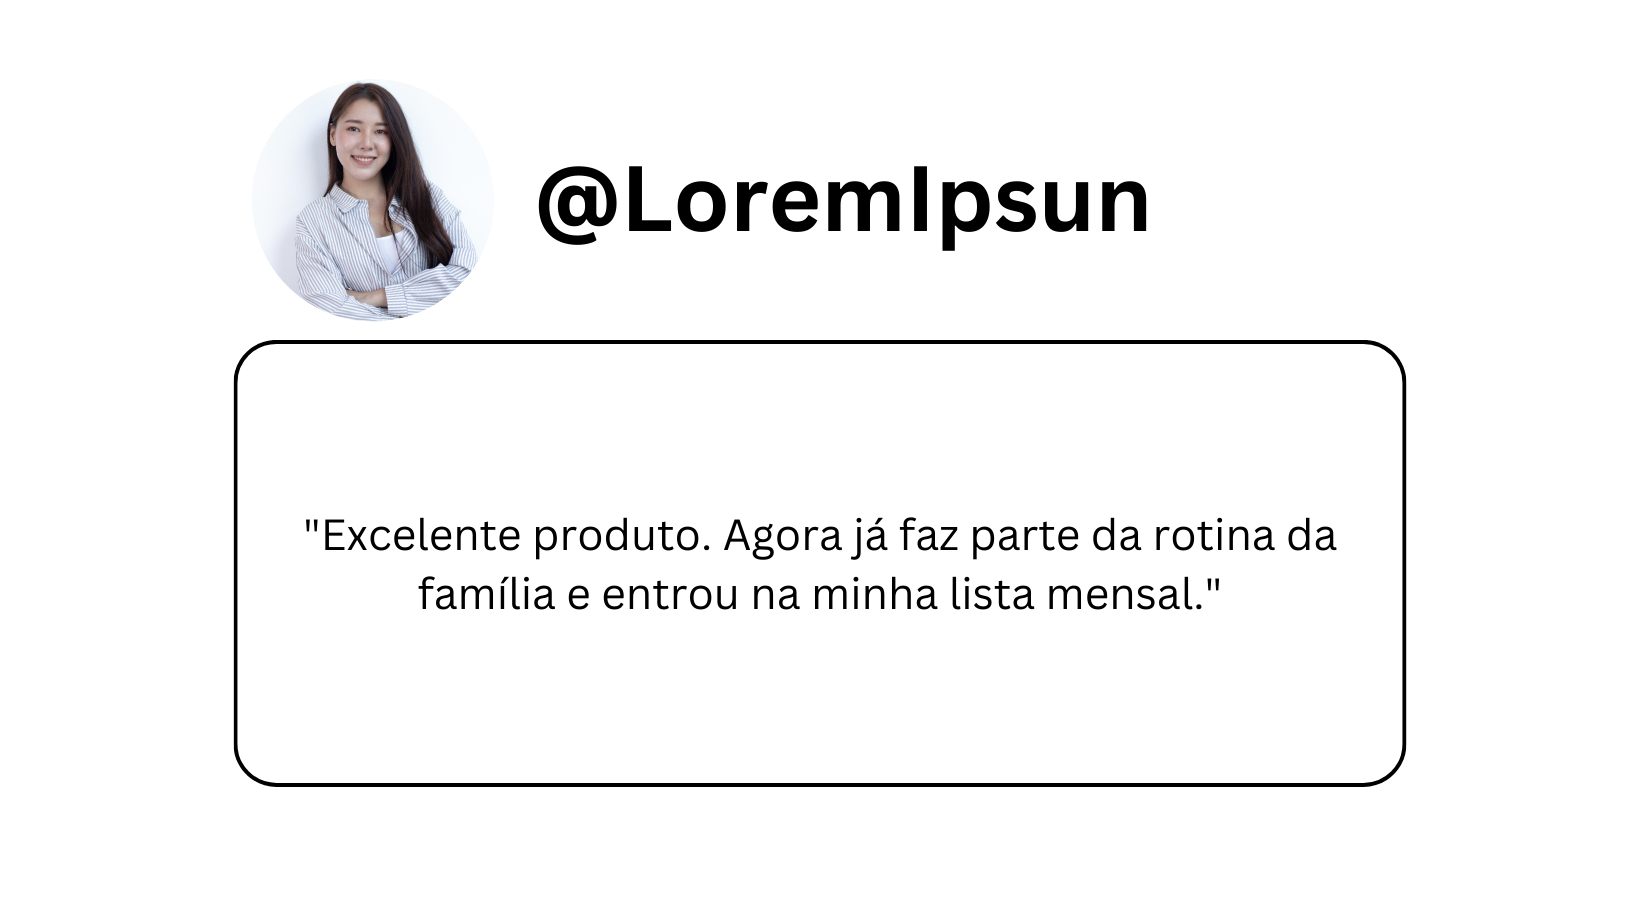 @LoremIpsun
"Excelente produto. Agora já faz parte da rotina da
família e entrou na minha lista mensal."